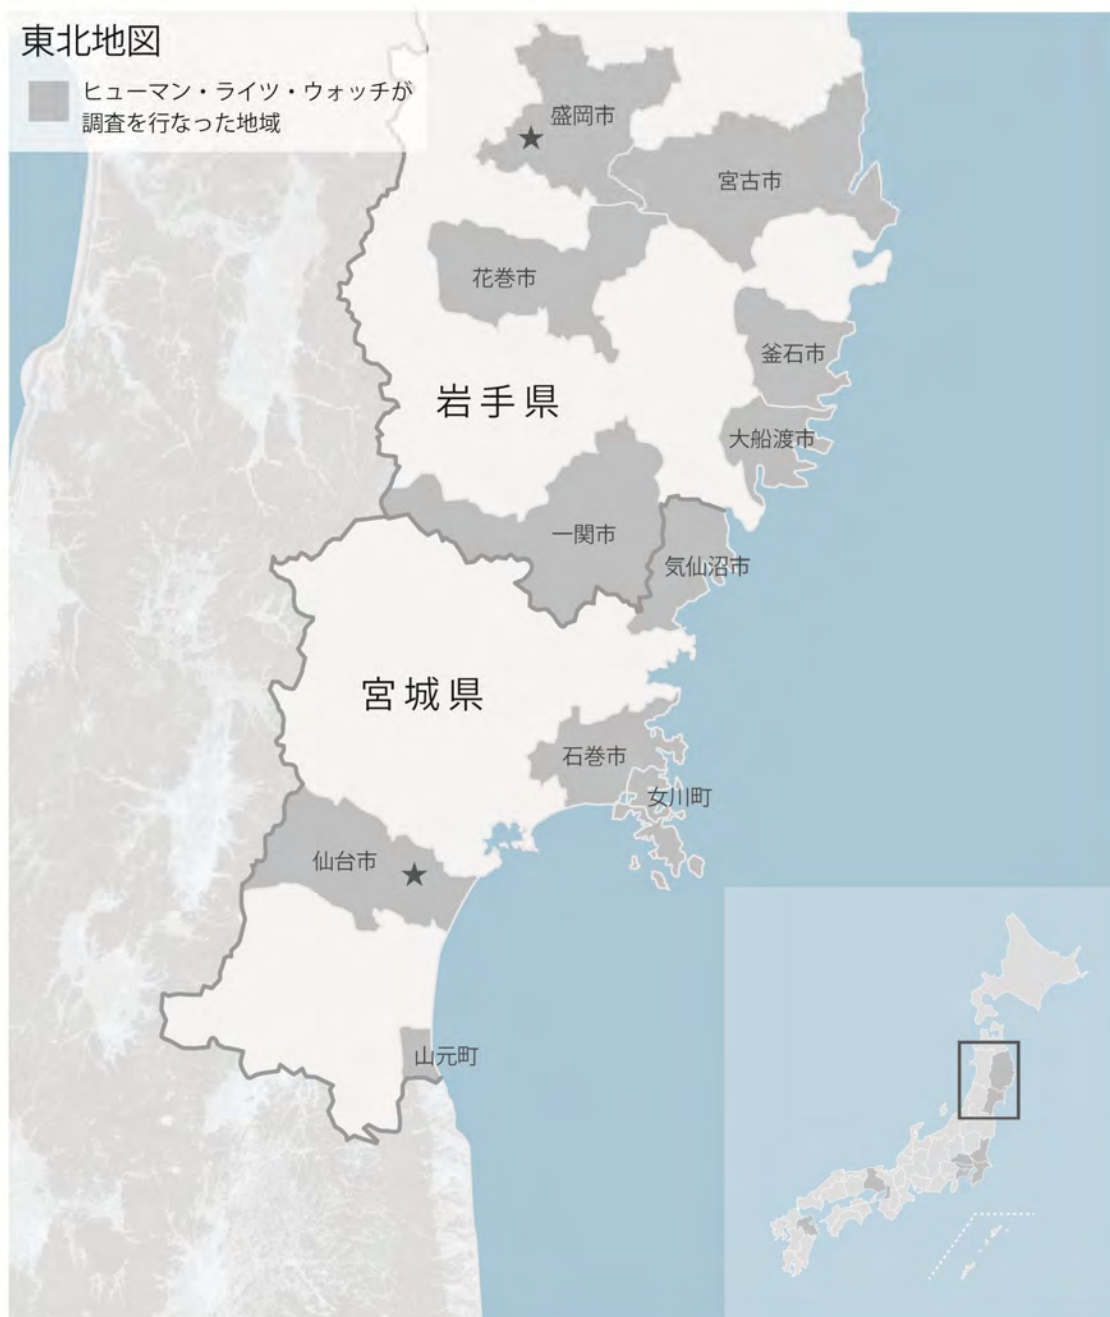 東北地図
ヒューマン・ライツ・ウォッチが
調査を行なった地域
盛岡市
宮古市
花巻市
釜石市
岩手県
大船渡市
一関市
気仙沼市
宮城県
石巻市
女川町
仙台市
山元町